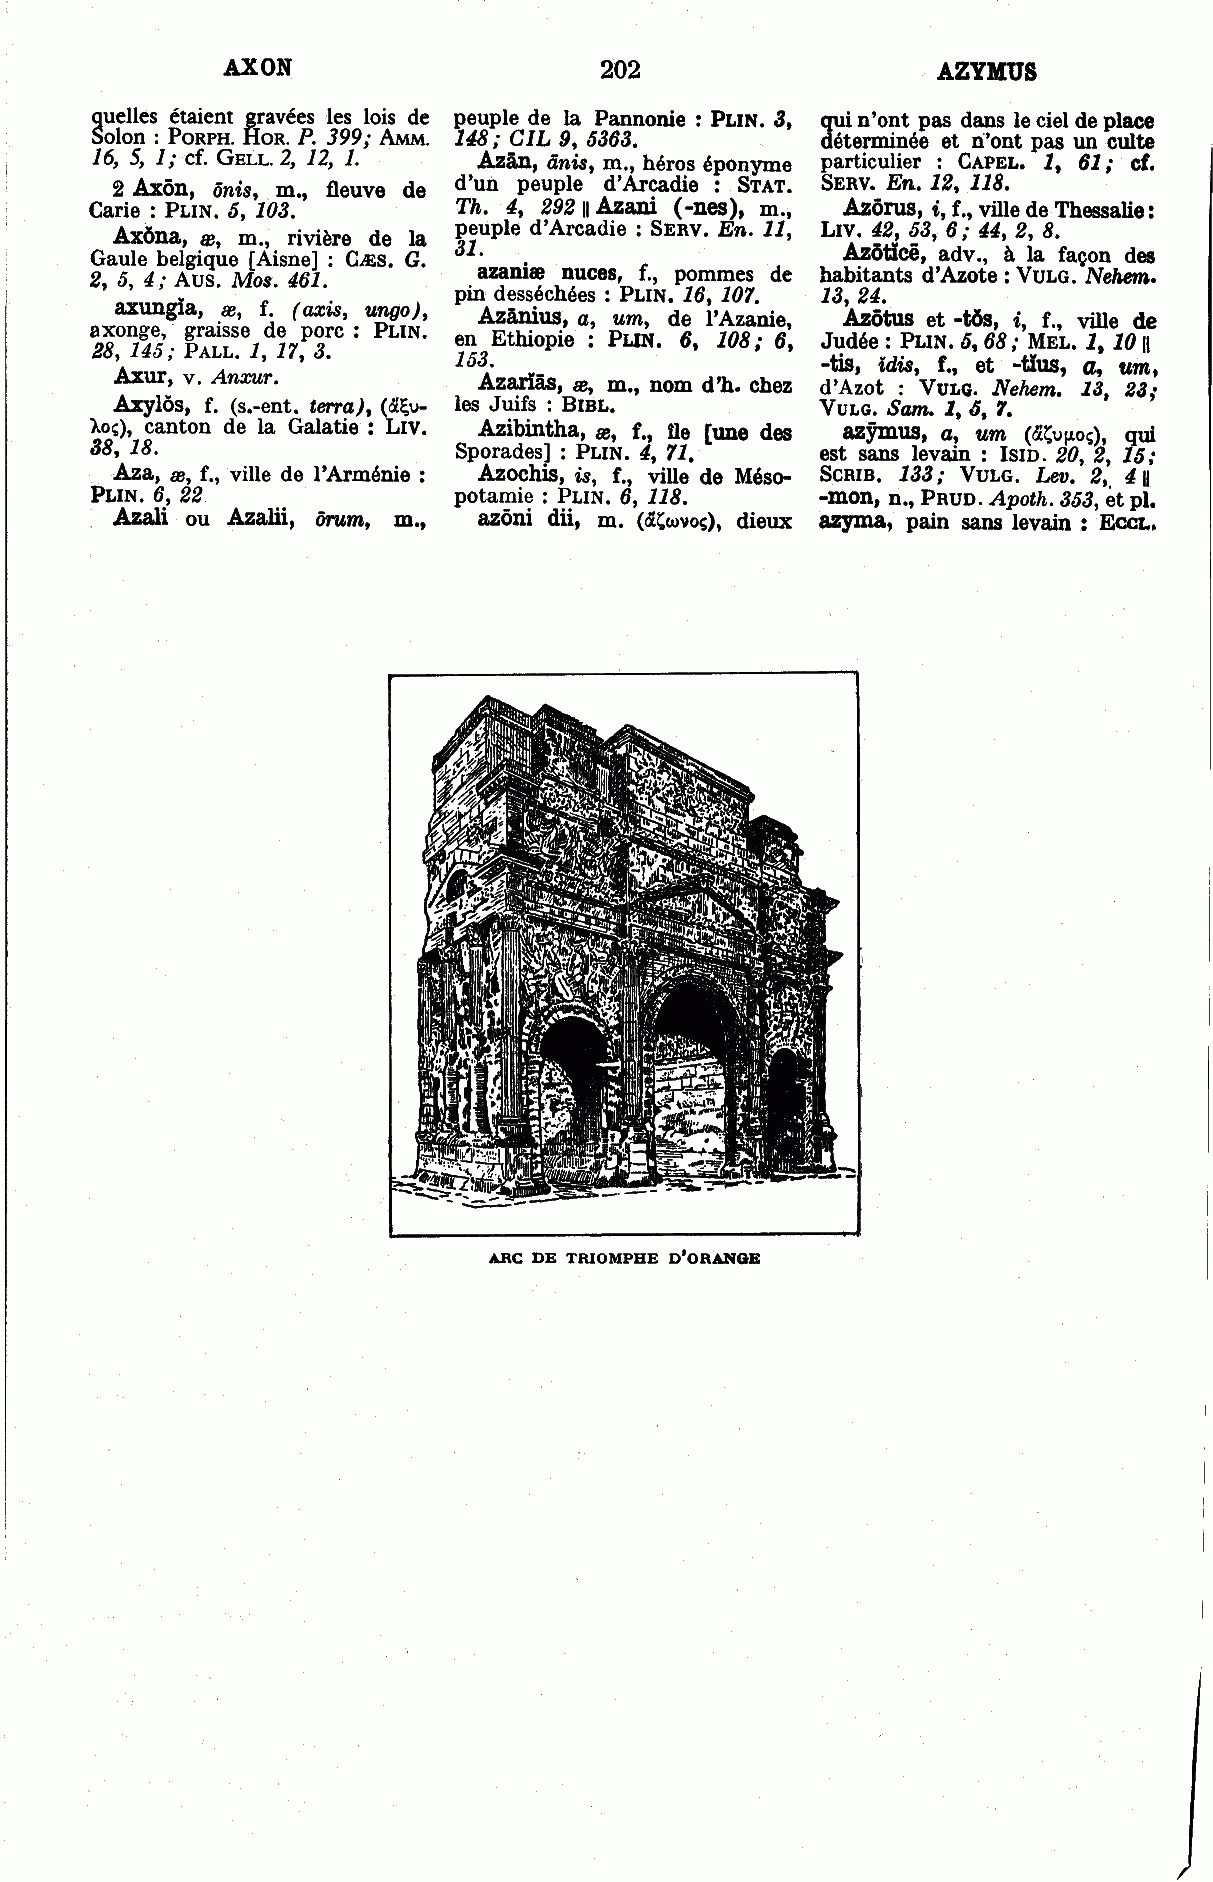 AXON
202
AZYMUS
quelles étaient gravées les lois de
Solon : PORPH. HOR. P. 399; AMM.
16, 5, 1; cf. GELL. 2, 12, 1.
2 Axōn, ōnis, m., fleuve de
Carie : PLIN. 5, 103.
Axŏna, æ, m., rivière de la
Gaule belgique [Aisne] : CÆS. G.
2, 5, 4; AUS. Mos. 461.
axungĭa, æ, f. (axis, ungo),
axonge, graisse de porc : PLIN.
28, 145; PALL. 1, 17, 3.
Axur, v. Anxur.
Axylŏs, f. (s.-ent. terra), (ἄξυ-
λος), canton de la Galatie : LIV.
38, 18.
Aza, æ, f., ville de l'Arménie :
PLIN. 6, 22
Azali ou Azalii, ōrum, m.,
peuple de la Pannonie : PLIN. 3,
148; CIL 9, 5363.
Azān, ānis, m., héros éponyme
d'un peuple d'Arcadie : STAT.
Th. 4, 292 || Azani (-nes), m.,
peuple d'Arcadie : SERV. En. 11,
31.
azaniæ nuces, f., pommes de
pin desséchées : PLIN. 16, 107.
Azānius, a, um, de l'Azanie,
en Ethiopie : PLIN. 6, 108; 6,
153.
Azarīās, æ, m., nom d'h. chez
les Juifs : BIBL.
Azibintha, æ, f., île [une des
Sporades] : PLIN. 4, 71.
Azochis, is, f., ville de Méso-
potamie : PLIN. 6, 118.
azōni dii, m. (ἄζωνος), dieux
qui n'ont pas dans le ciel de place
déterminée et n'ont pas un culte
particulier : CAPEL. 1, 61; cf.
SERV. En. 12, 118.
Azōrus, i, f., ville de Thessalie :
LIV. 42, 53, 6; 44, 2, 8.
Azōtĭcē, adv., à la façon des
habitants d'Azote : VULG. Nehem.
13, 24.
Azōtus et -tŏs, i, f., ville de
Judée : PLIN. 5, 68; MEL. 1, 10 ||
-tis, ĭdis, f., et -tĭus, a, um,
d'Azot : VULG. Nehem. 13, 23;
VULG. Sam. 1, 5, 7.
azȳmus, a, um (ἄζυμος), qui
est sans levain : ISID. 20, 2, 15;
SCRIB. 133; VULG. Lev. 2, 4 ||
-mon, n., PRUD. Apoth. 353, et pl.
azyma, pain sans levain : ECCL.
ARC DE TRIOMPHE D'ORANGE